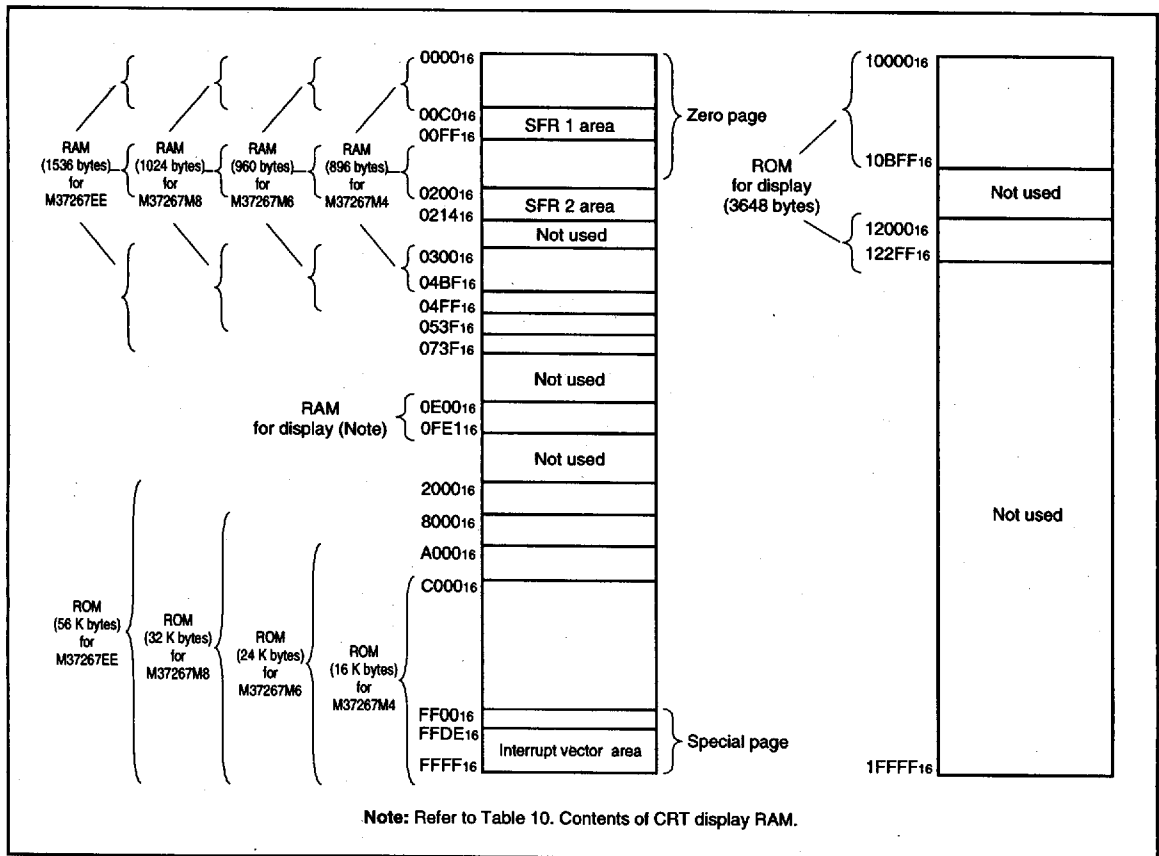 RAM
(1536 bytes)
for
M37267EE
RAM
(1024 bytes)
for
M37267M8
RAM
(960 bytes)
for
M37267M6
RAM
(896 bytes)
for
M37267M4
0000₁₆
00C0₁₆
00FF₁₆
0200₁₆
0214₁₆
0300₁₆
04BF₁₆
04FF₁₆
053F₁₆
073F₁₆
SFR 1 area
SFR 2 area
Not used
Zero page
Not used
RAM
for display (Note)
0E00₁₆
0FE1₁₆
Not used
2000₁₆
8000₁₆
A000₁₆
C000₁₆
ROM
(56 K bytes)
for
M37267EE
ROM
(32 K bytes)
for
M37267M8
ROM
(24 K bytes)
for
M37267M6
ROM
(16 K bytes)
for
M37267M4
FF00₁₆
FFDE₁₆
FFFF₁₆
Interrupt vector area
Special page
ROM
for display
(3648 bytes)
10000₁₆
10BFF₁₆
Not used
12000₁₆
122FF₁₆
Not used
1FFFF₁₆
Note: Refer to Table 10. Contents of CRT display RAM.